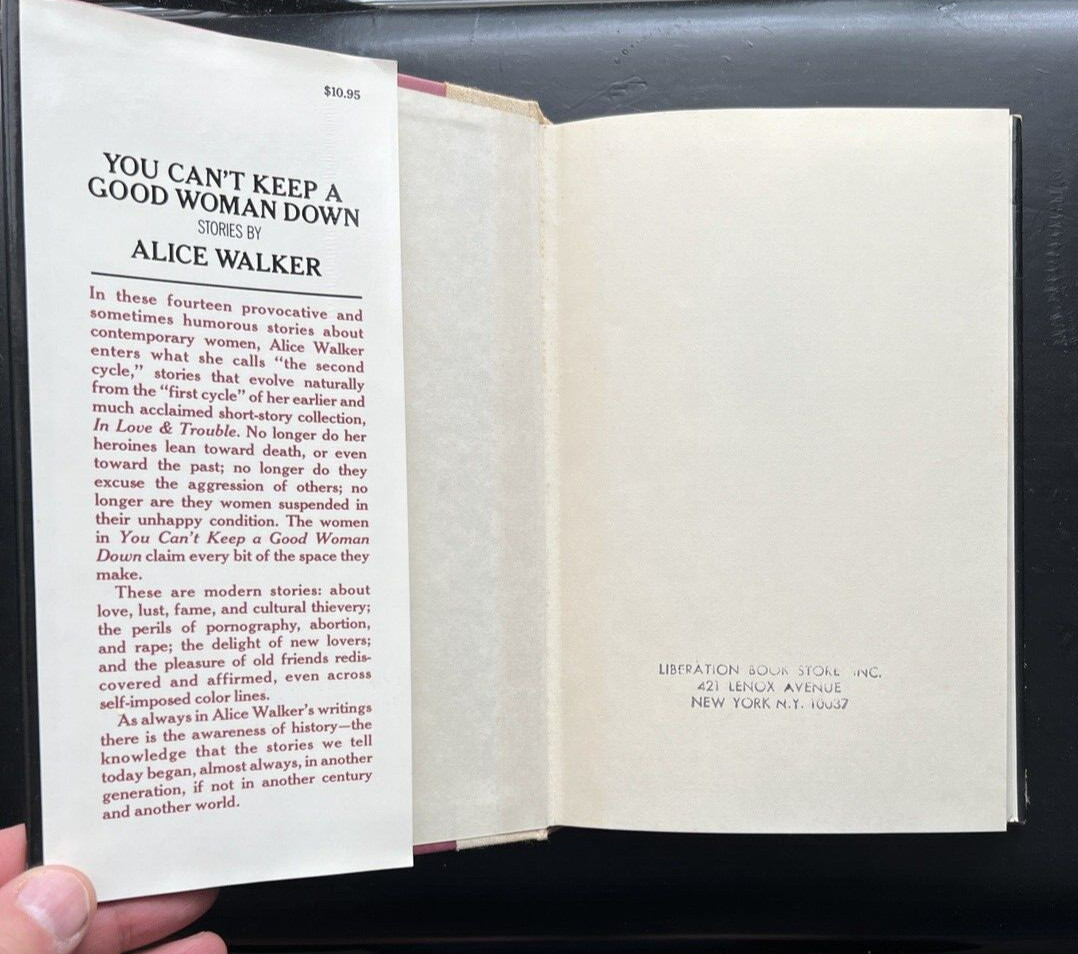 $10.95
YOU CAN'T KEEP A
GOOD WOMAN DOWN
STORIES BY
ALICE WALKER
In these fourteen provocative and
sometimes humorous stories about
contemporary women, Alice Walker
enters what she calls "the second
cycle," stories that evolve naturally
from the "first cycle" of her earlier and
much acclaimed short-story collection,
In Love & Trouble. No longer do her
heroines lean toward death, or even
toward the past; no longer do they
excuse the aggression of others; no
longer are they women suspended in
their unhappy condition. The women
in You Can't Keep a Good Woman
Down claim every bit of the space they
make.
These are modern stories: about
love, lust, fame, and cultural thievery;
the perils of pornography, abortion,
and rape; the delight of new lovers;
and the pleasure of old friends redis-
covered and affirmed, even across
self-imposed color lines.
As always in Alice Walker's writings
there is the awareness of history—the
knowledge that the stories we tell
today began, almost always, in another
generation, if not in another century
and another world.
LIBERATION BOOK STORE INC.
421 LENOX AVENUE
NEW YORK N.Y. 10037